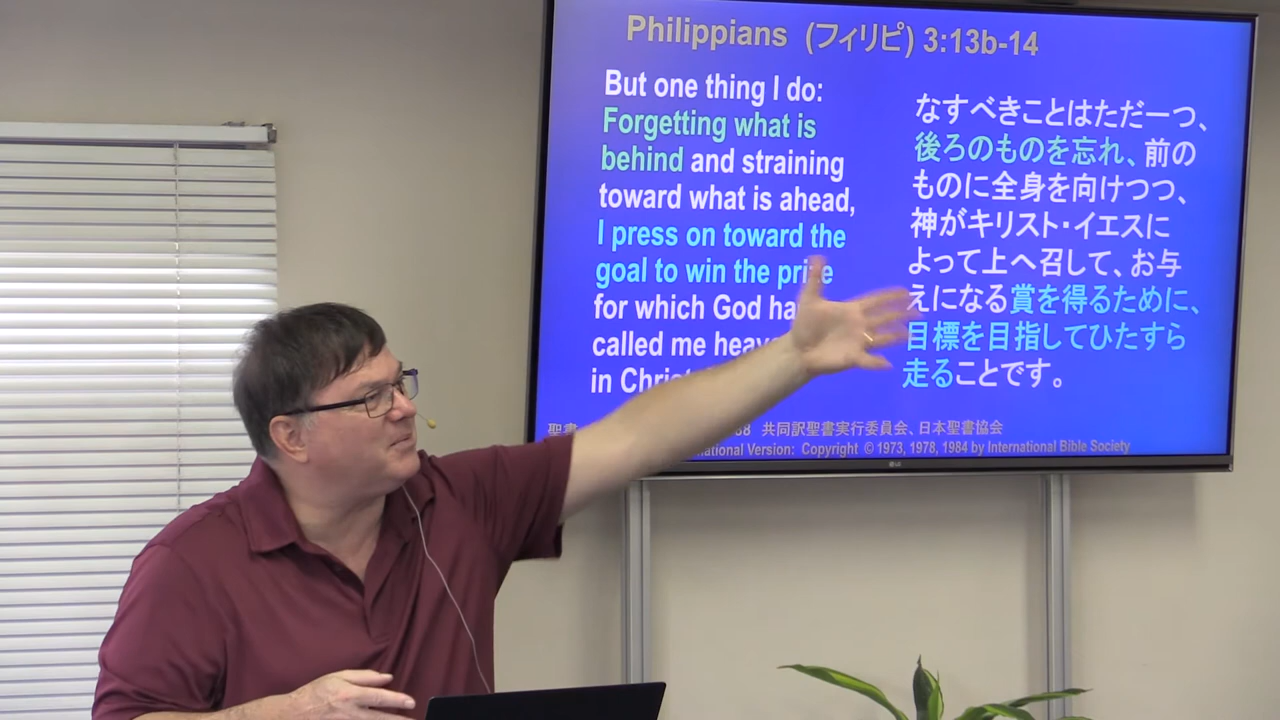 Philippians (フィリピ) 3:13b-14
But one thing I do:
Forgetting what is
behind and straining
toward what is ahead,
I press on toward the
goal to win the
for which God
called me
in
なすべきことはただ一つ、
後ろのものを忘れ、前の
ものに全身を向けつつ、
神がキリスト・イエスに
よって上へ召して、お与
えになる賞を得るために、
目標を目指してひたすら
走ることです。
聖書 共同訳聖書実行委員会、日本聖書協会
Version: Copyright © 1973, 1978, 1984 by International Bible Society
LG